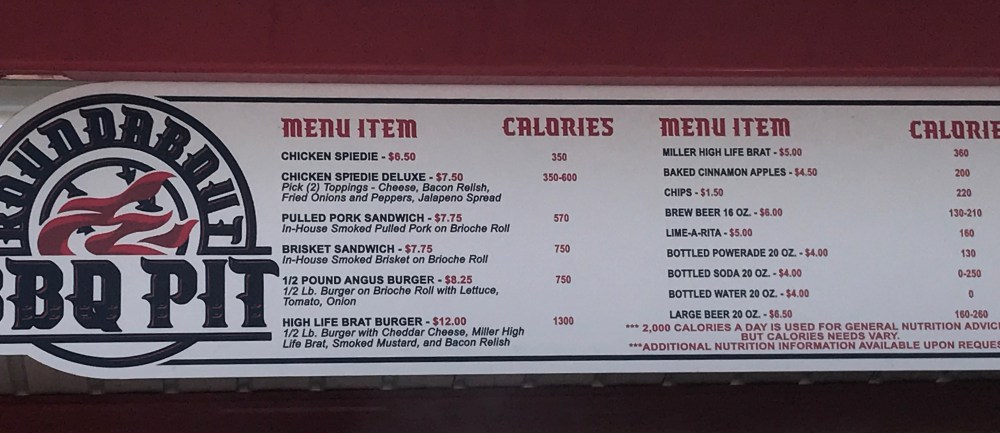 ROUNDABOUT
BBQ PIT
MENU ITEM CALORIES
CHICKEN SPIEDIE - $6.50 350
CHICKEN SPIEDIE DELUXE - $7.50 350-600
Pick (2) Toppings - Cheese, Bacon Relish,
Fried Onions and Peppers, Jalapeno Spread
PULLED PORK SANDWICH - $7.75 570
In-House Smoked Pulled Pork on Brioche Roll
BRISKET SANDWICH - $7.75 750
In-House Smoked Brisket on Brioche Roll
1/2 POUND ANGUS BURGER - $8.25 750
1/2 Lb. Burger on Brioche Roll with Lettuce,
Tomato, Onion
HIGH LIFE BRAT BURGER - $12.00 1300
1/2 Lb. Burger with Cheddar Cheese, Miller High
Life Brat, Smoked Mustard, and Bacon Relish
MENU ITEM CALORIE
MILLER HIGH LIFE BRAT - $5.00 360
BAKED CINNAMON APPLES - $4.50 200
CHIPS - $1.50 220
BREW BEER 16 OZ. - $6.00 130-210
LIME-A-RITA - $5.00 160
BOTTLED POWERADE 20 OZ. - $4.00 130
BOTTLED SODA 20 OZ. - $4.00 0-250
BOTTLED WATER 20 OZ. - $4.00 0
LARGE BEER 20 OZ. - $6.50 160-260
*** 2,000 CALORIES A DAY IS USED FOR GENERAL NUTRITION ADVIC
BUT CALORIES NEEDS VARY.
***ADDITIONAL NUTRITION INFORMATION AVAILABLE UPON REQUES